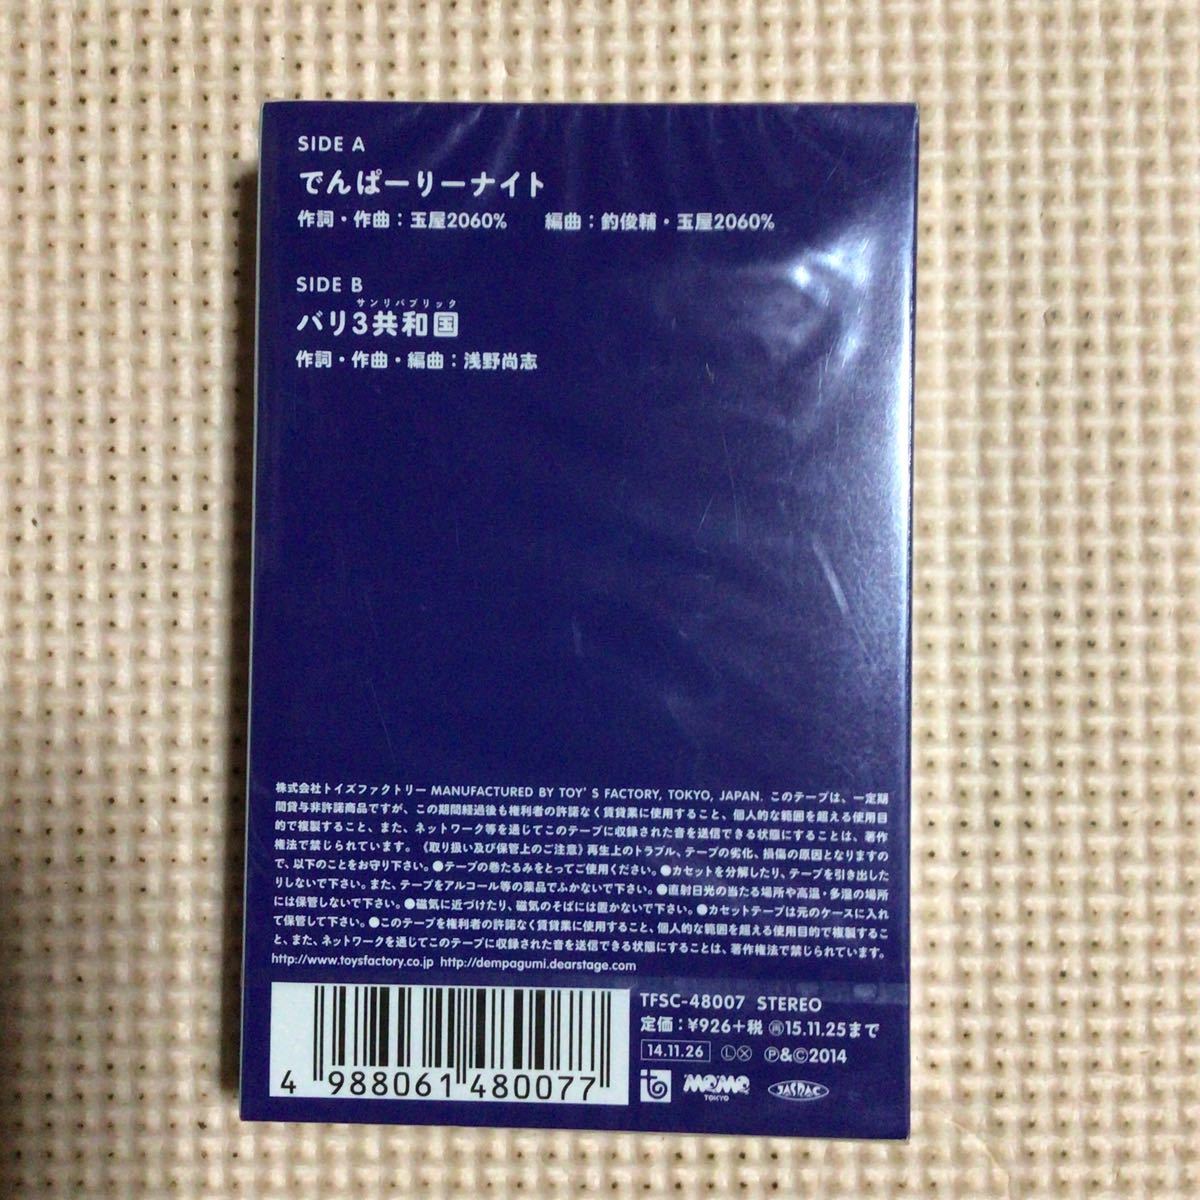 SIDE A
でんぱーりーナイト
作詞・作曲：玉屋2060%　編曲：釣俊輔・玉屋2060%
SIDE B
サンリパブリック
バリ3共和国
作詞・作曲・編曲：浅野尚志
株式会社トイズファクトリー MANUFACTURED BY TOY'S FACTORY, TOKYO, JAPAN. このテープは、一定期
間貸与非許諾商品ですが、この期間経過後も権利者の許諾なく賃貸業に使用すること、個人的な範囲を超える使用目
的で複製すること、また、ネットワーク等を通じてこのテープに収録された音を送信できる状態にすることは、著作
権法で禁じられています。《取り扱い及び保管上のご注意》再生上のトラブル、テープの劣化、損傷の原因となりますの
で、以下のことをお守り下さい。●テープの巻たるみをとってご使用ください。●カセットを分解したり、テープを引き出した
りしないで下さい。また、テープをアルコール等の薬品でふかないで下さい。●直射日光の当たる場所や高温・多湿の場所
には保管しないで下さい。●磁気に近づけたり、磁気のそばには置かないで下さい。●カセットテープは元のケースに入れ
て保管して下さい。●このテープを権利者の許諾なく賃貸業に使用すること、個人的な範囲を超える使用目的で複製するこ
と、また、ネットワークを通じてこのテープに収録された音を送信できる状態にすることは、著作権法で禁じられています。
http://www.toysfactory.co.jp http://dempagumi.dearstage.com
TFSC-48007 STEREO
定価：¥926+税 ㊢15.11.25まで
14.11.26 Ⓛ Ⓧ Ⓟ&©2014
4 988061 480077
MEME TOKYO
JASRAC